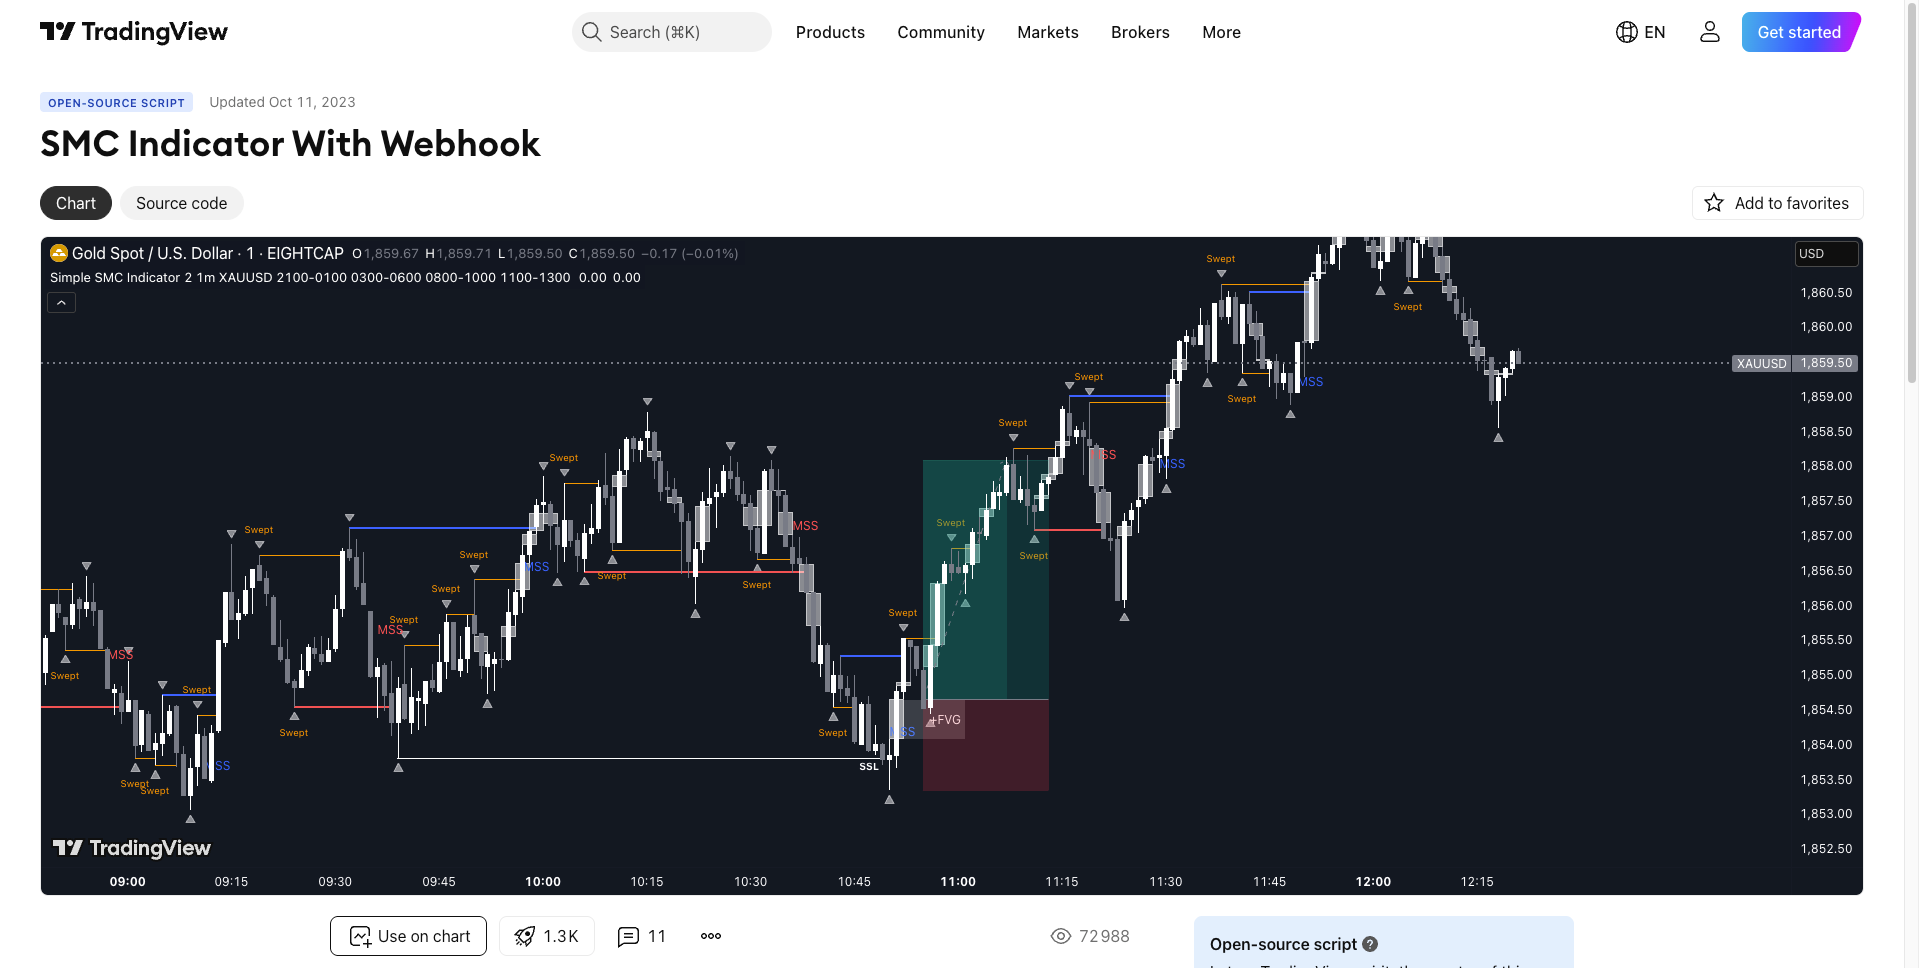 TradingView
Search (⌘K)
Products
Community
Markets
Brokers
More
EN
Get started
OPEN-SOURCE SCRIPT
Updated Oct 11, 2023
SMC Indicator With Webhook
Chart
Source code
Add to favorites
Gold Spot / U.S. Dollar · 1 · EIGHTCAP O1,859.67 H1,859.71 L1,859.50 C1,859.50 −0.17 (−0.01%)
Simple SMC Indicator 2 1m XAUUSD 2100-0100 0300-0600 0800-1000 1100-1300 0.00 0.00
USD
Swept
1,860.50
Swept
1,860.00
XAUUSD 1,859.50
Swept
MSS
1,859.00
Swept
Swept
1,858.50
Swept
MSS
MSS
1,858.00
1,857.50
Swept
MSS
Swept
1,857.00
Swept
Swept
MSS
1,856.50
Swept
Swept
Swept
1,856.00
Swept
Swept
MSS
1,855.50
MSS
Swept
1,855.00
Swept
1,854.50
+FVG
Swept
Swept
1,854.00
MSS
SSL
1,853.50
Swept
Swept
1,853.00
TradingView
1,852.50
09:00 09:15 09:30 09:45 10:00 10:15 10:30 10:45 11:00 11:15 11:30 11:45 12:00 12:15
Use on chart
1.3K
11
72 988
Open-source script